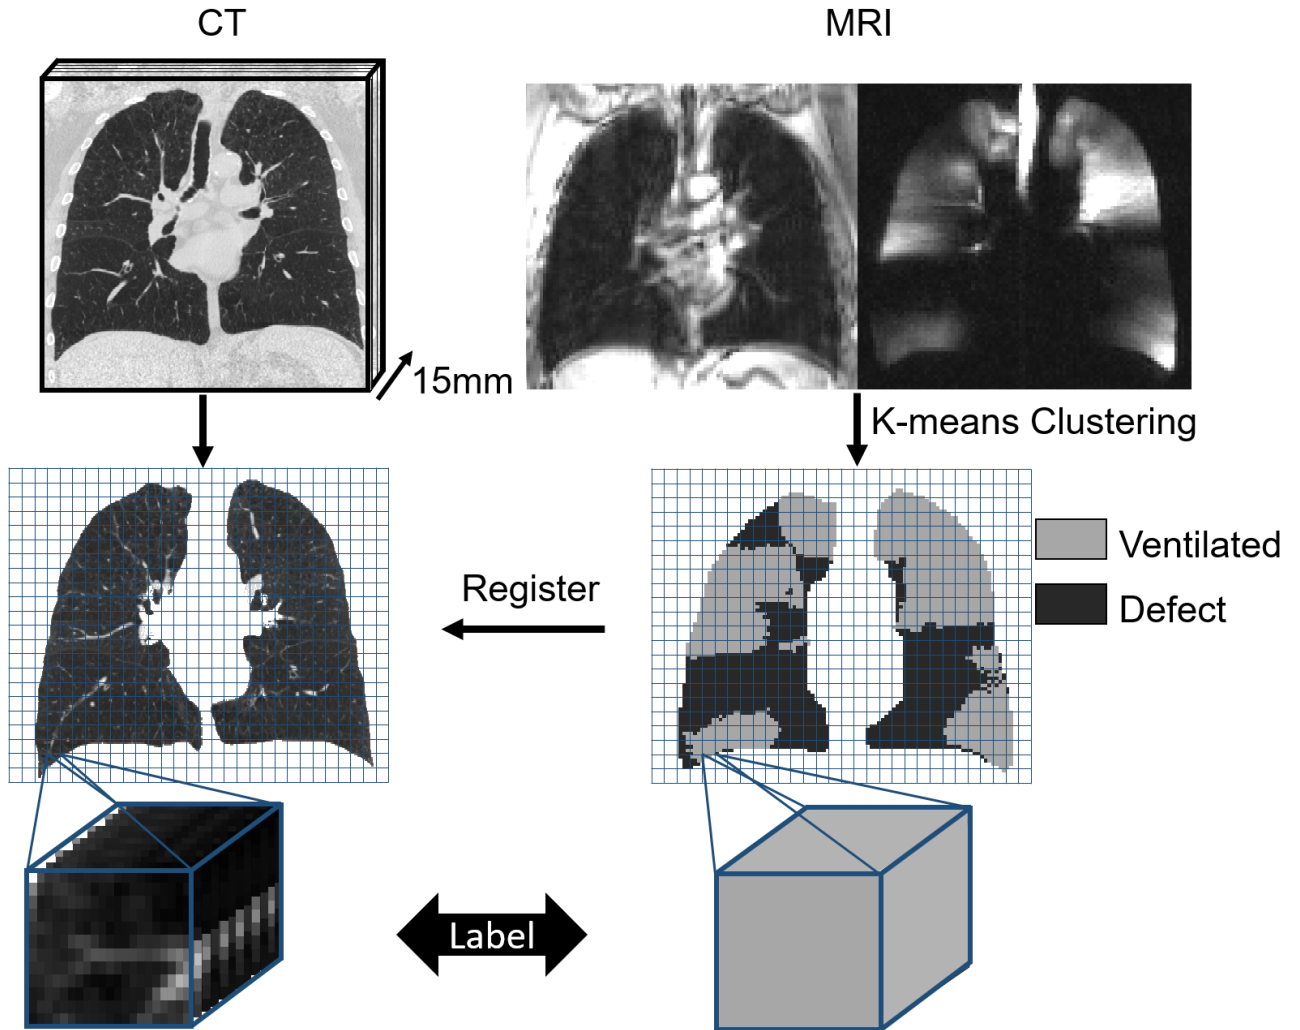 CT
MRI
15mm
K-means Clustering
Ventilated
Register
Defect
Label